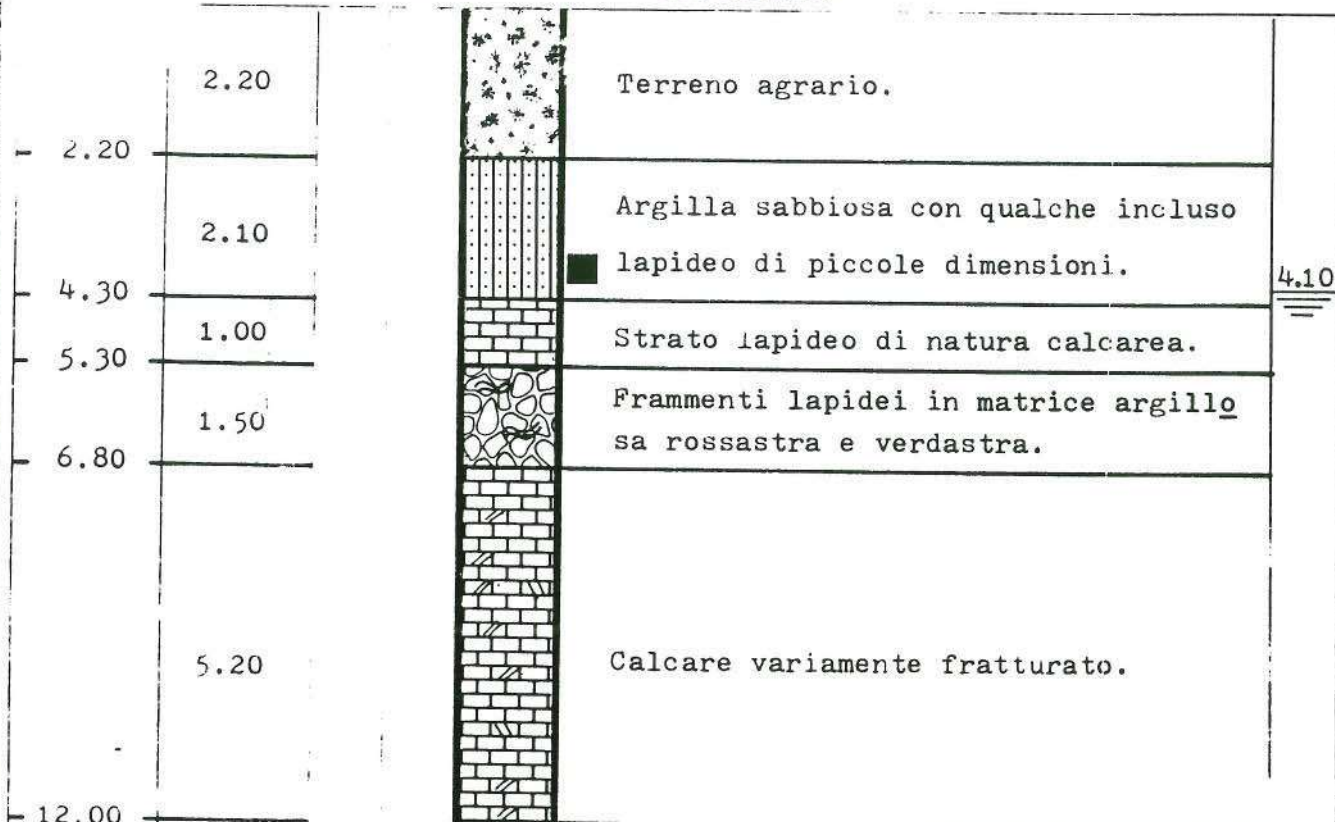 2.20
Terreno agrario.
2.20
2.10
Argilla sabbiosa con qualche incluso
lapideo di piccole dimensioni.
4.30
4.10
1.00
Strato lapideo di natura calcarea.
5.30
1.50
Frammenti lapidei in matrice argillo
sa rossastra e verdastra.
6.80
5.20
Calcare variamente fratturato.
12.00